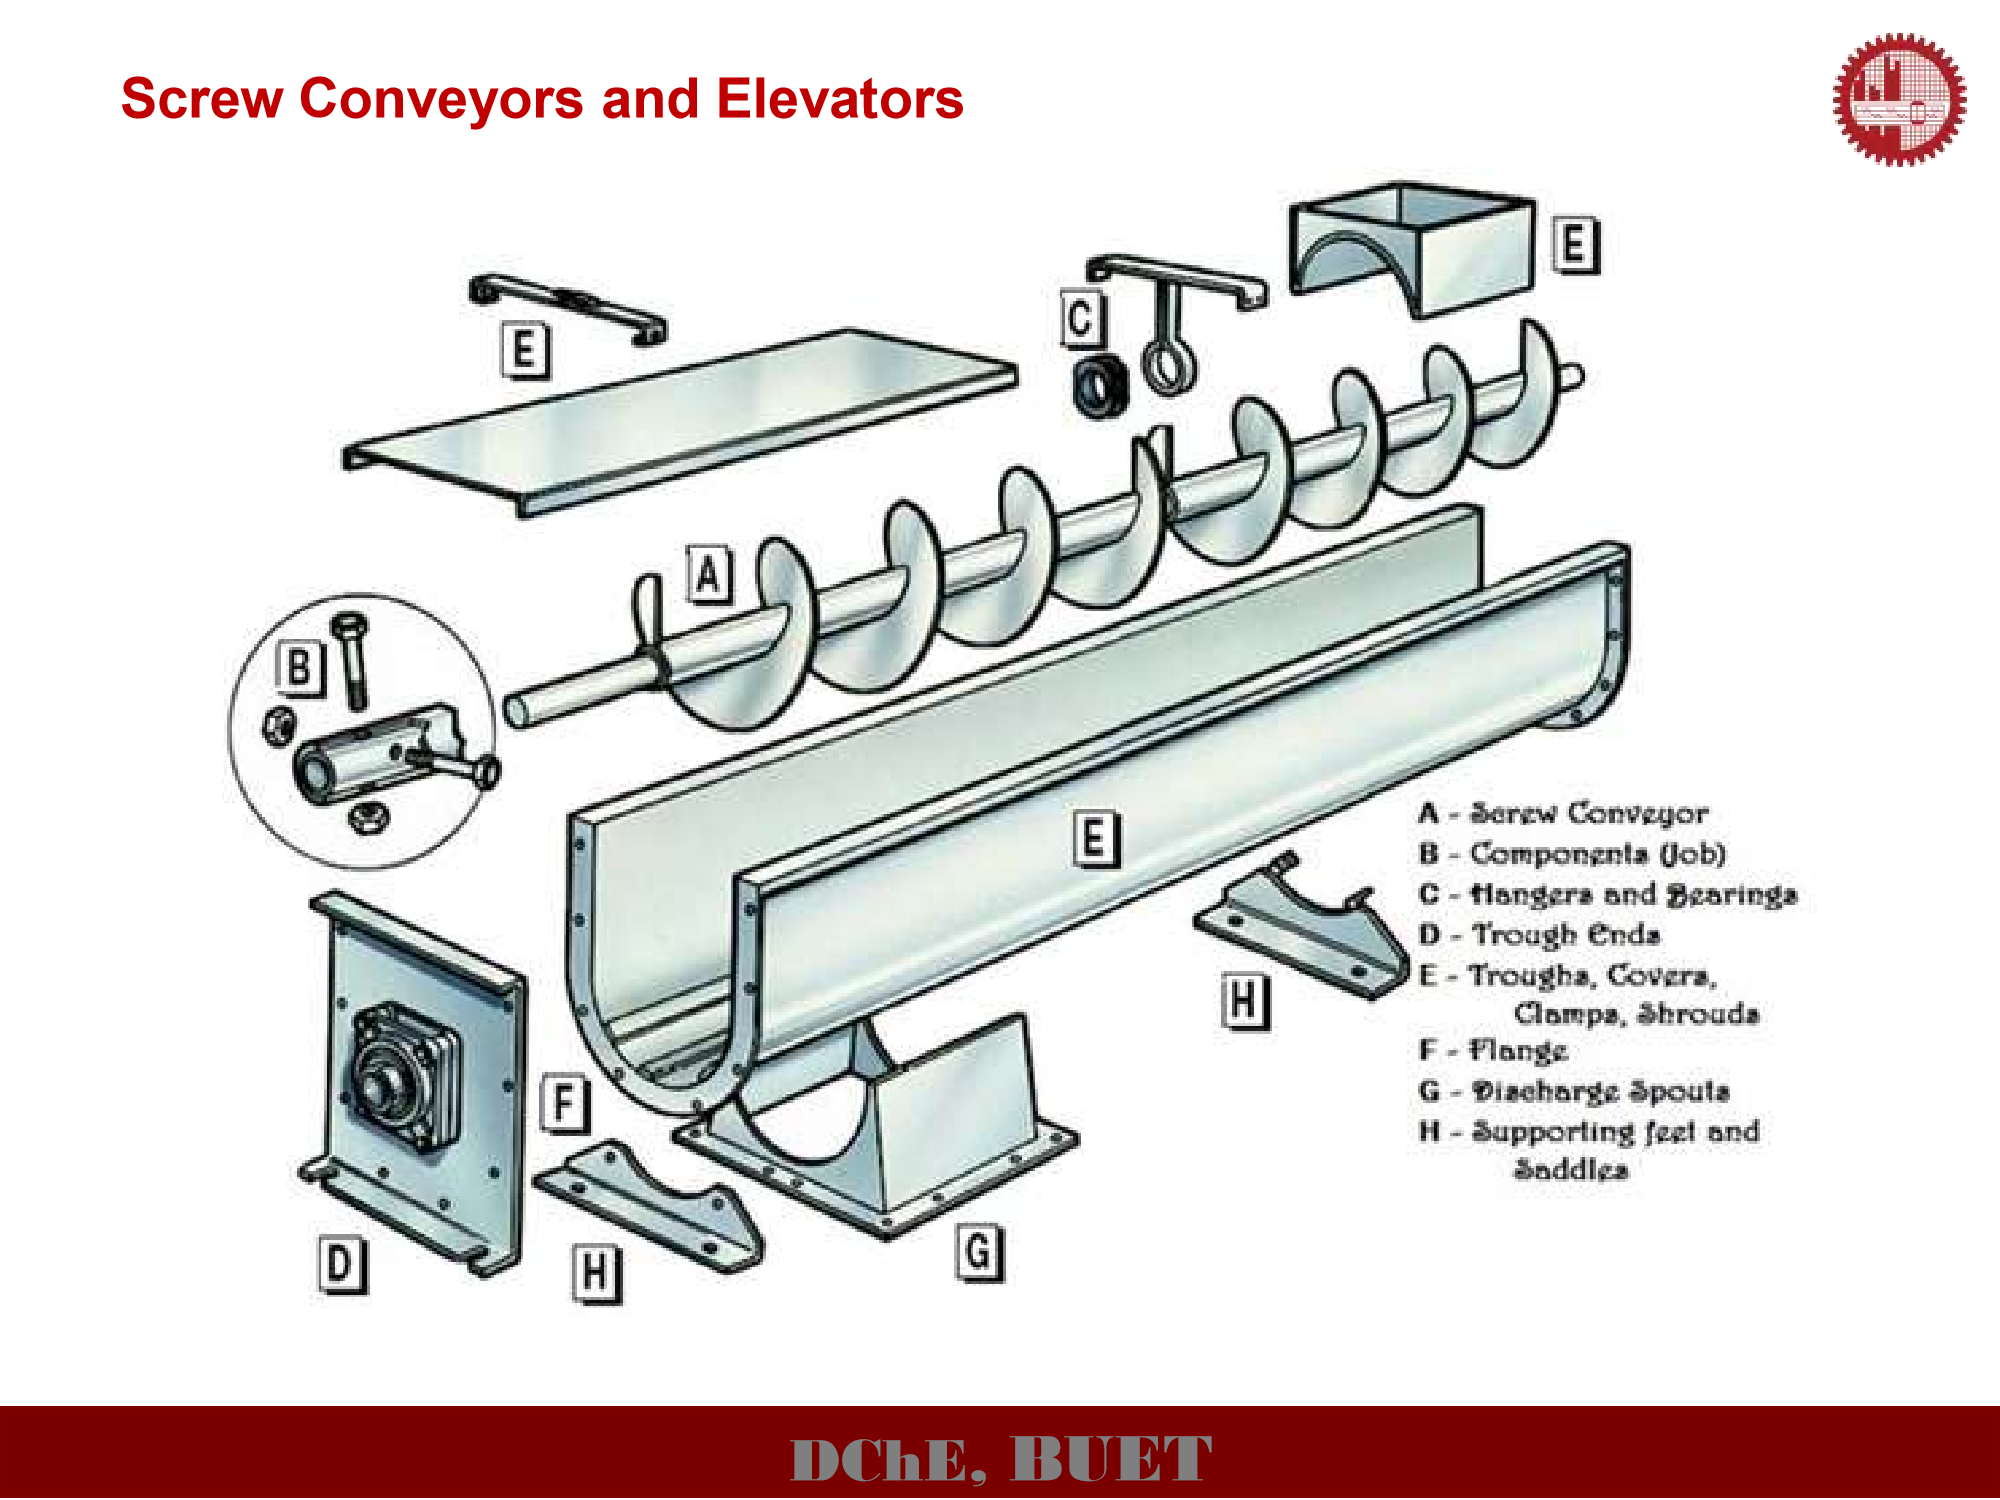 Screw Conveyors and Elevators
E
E
C
A
B
E
H
F
D
H
G
A - Screw Conveyor
B - Components (Job)
C - Hangers and Bearings
D - Trough Ends
E - Troughs, Covers,
Clamps, Shrouds
F - Flange
G - Discharge Spouts
H - Supporting feet and
Saddles
DChE, BUET